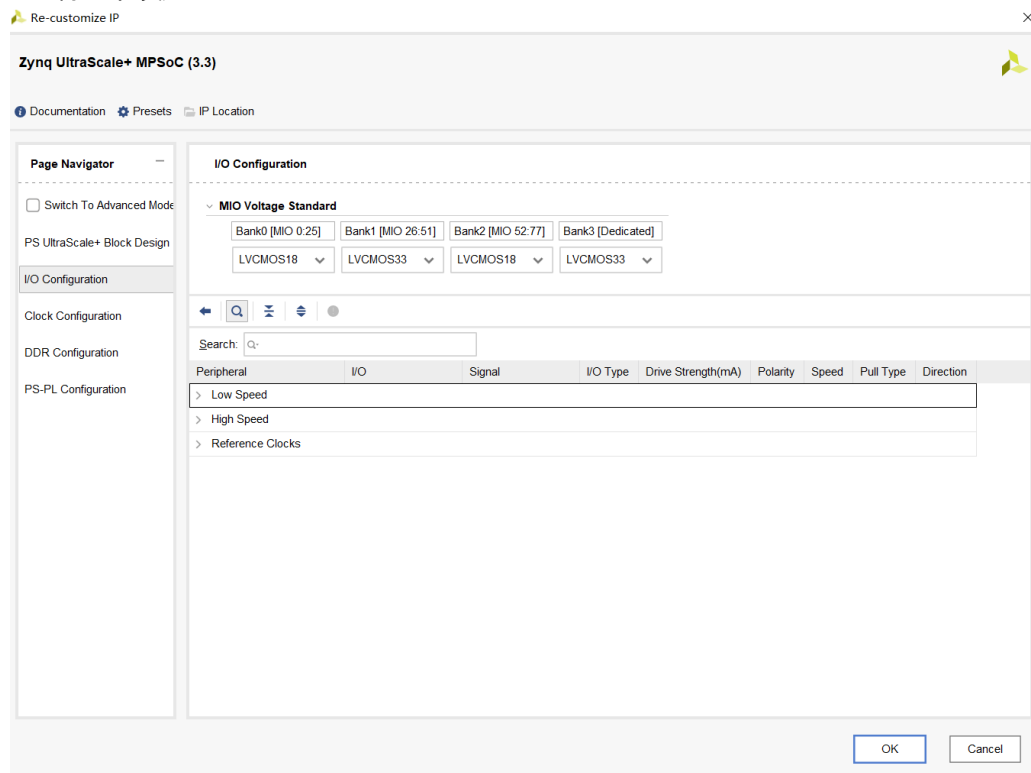 Re-customize IP
Zynq UltraScale+ MPSoC (3.3)
Documentation Presets IP Location
Page Navigator
Switch To Advanced Mode
PS UltraScale+ Block Design
I/O Configuration
Clock Configuration
DDR Configuration
PS-PL Configuration
I/O Configuration
MIO Voltage Standard
Bank0 [MIO 0:25] Bank1 [MIO 26:51] Bank2 [MIO 52:77] Bank3 [Dedicated]
LVCMOS18 LVCMOS33 LVCMOS18 LVCMOS33
Search:
Peripheral I/O Signal I/O Type Drive Strength(mA) Polarity Speed Pull Type Direction
Low Speed
High Speed
Reference Clocks
OK Cancel